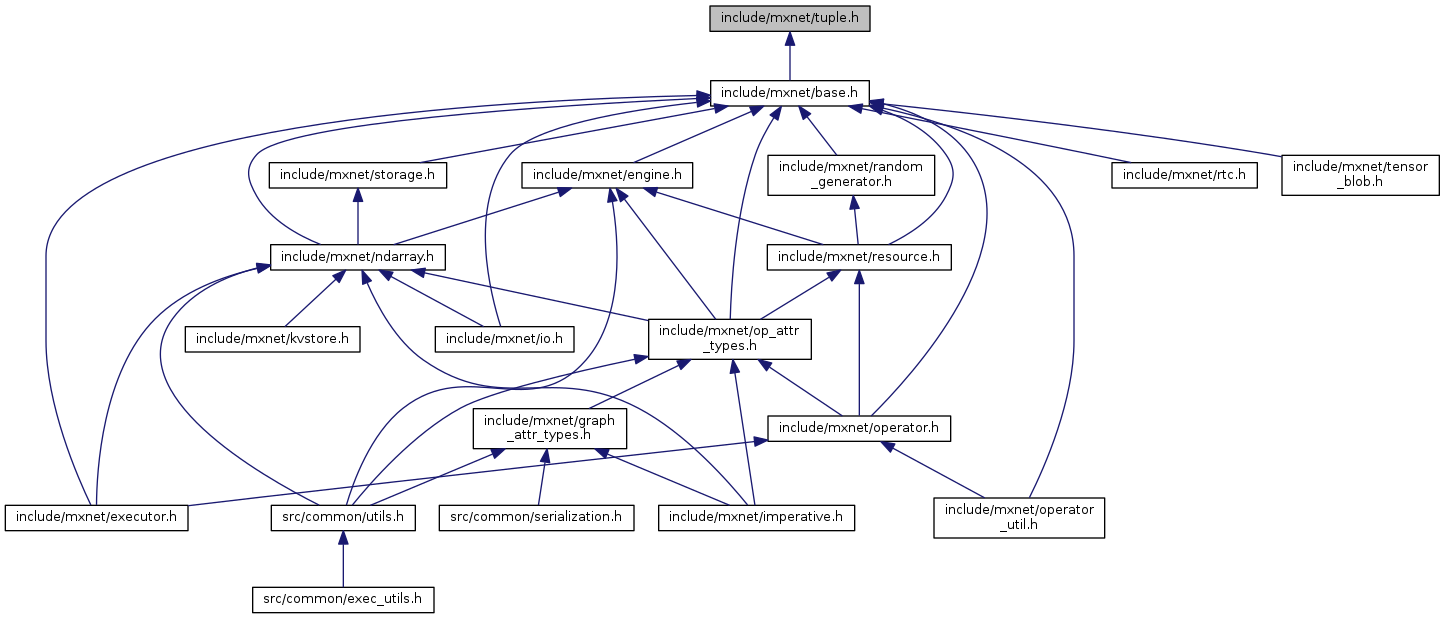 include/mxnet/tuple.h
include/mxnet/base.h
include/mxnet/storage.h
include/mxnet/engine.h
include/mxnet/random
_generator.h
include/mxnet/rtc.h
include/mxnet/tensor
_blob.h
include/mxnet/ndarray.h
include/mxnet/resource.h
include/mxnet/kvstore.h
include/mxnet/io.h
include/mxnet/op_attr
_types.h
include/mxnet/graph
_attr_types.h
include/mxnet/operator.h
include/mxnet/executor.h
src/common/utils.h
src/common/serialization.h
include/mxnet/imperative.h
include/mxnet/operator
_util.h
src/common/exec_utils.h